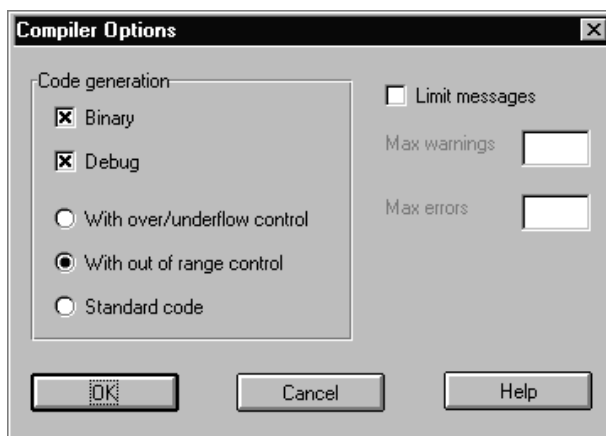 Compiler Options
Code generation
Binary
Debug
With over/underflow control
With out of range control
Standard code
Limit messages
Max warnings
Max errors
OK
Cancel
Help